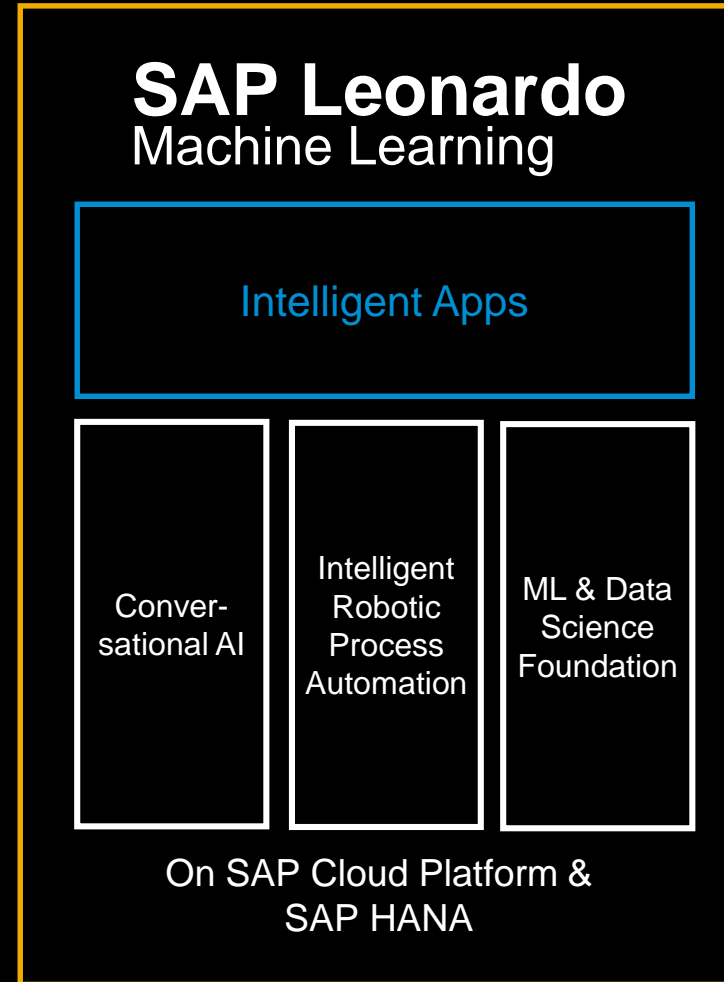 SAP Leonardo
Machine Learning
Intelligent Apps
Conver-
sational AI
Intelligent
Robotic
Process
Automation
ML & Data
Science
Foundation
On SAP Cloud Platform &
SAP HANA